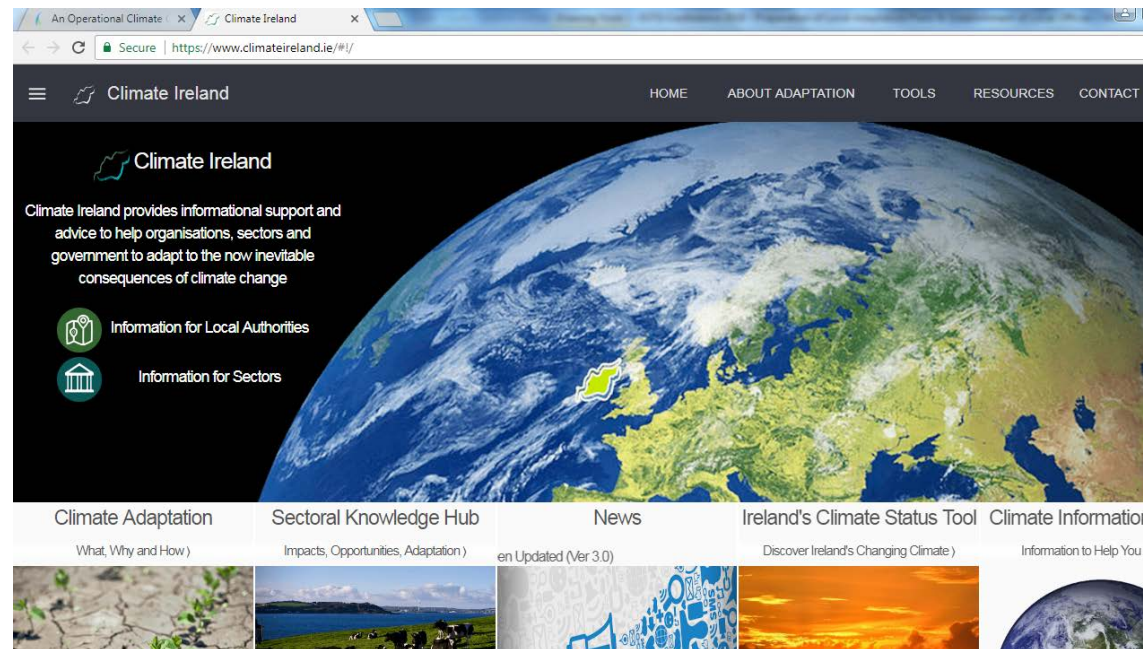 An Operational Climate
Climate Ireland
Secure | https://www.climateireland.ie/#!/
Climate Ireland
HOME ABOUT ADAPTATION TOOLS RESOURCES CONTACT
Climate Ireland
Climate Ireland provides informational support and
advice to help organisations, sectors and
government to adapt to the now inevitable
consequences of climate change
Information for Local Authorities
Information for Sectors
Climate Adaptation
What, Why and How ⟩
Sectoral Knowledge Hub
Impacts, Opportunities, Adaptation ⟩
News
en Updated (Ver 3.0)
Ireland's Climate Status Tool
Discover Ireland's Changing Climate ⟩
Climate Information
Information to Help You
SMS